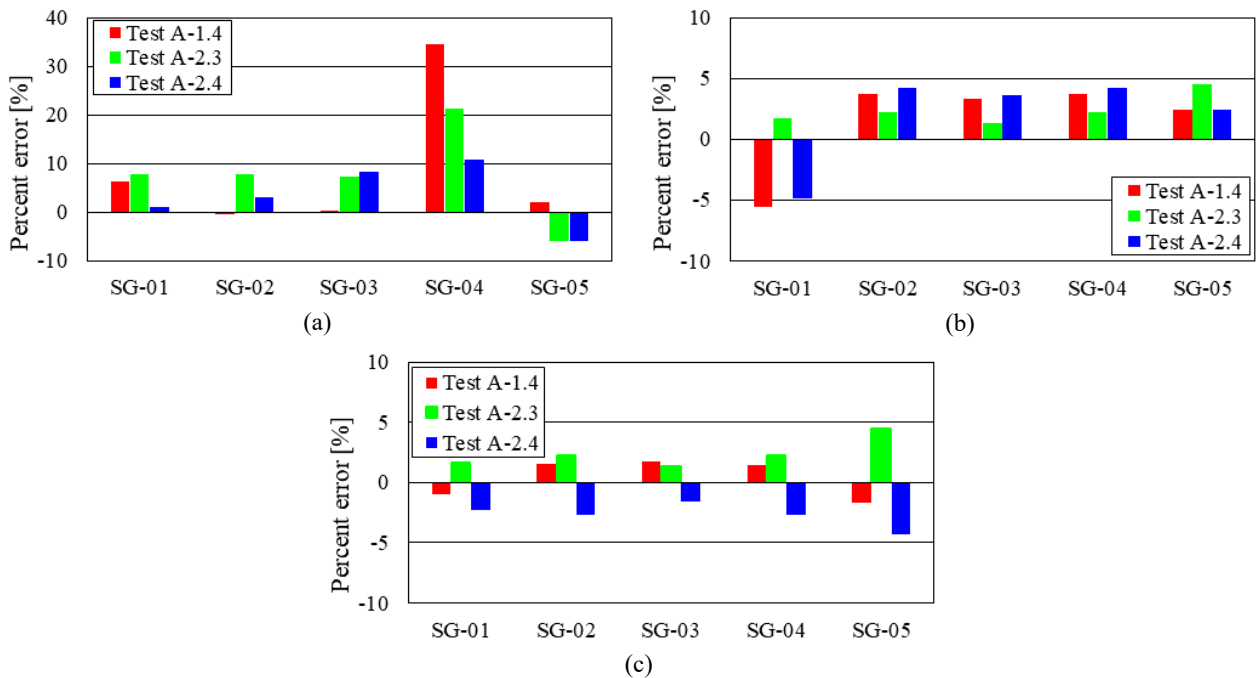 Percent error [%]
40
30
20
10
0
-10
Test A-1.4
Test A-2.3
Test A-2.4
SG-01 SG-02 SG-03 SG-04 SG-05
(a)
Percent error [%]
10
5
0
-5
-10
Test A-1.4
Test A-2.3
Test A-2.4
SG-01 SG-02 SG-03 SG-04 SG-05
(b)
Percent error [%]
10
5
0
-5
-10
Test A-1.4
Test A-2.3
Test A-2.4
SG-01 SG-02 SG-03 SG-04 SG-05
(c)